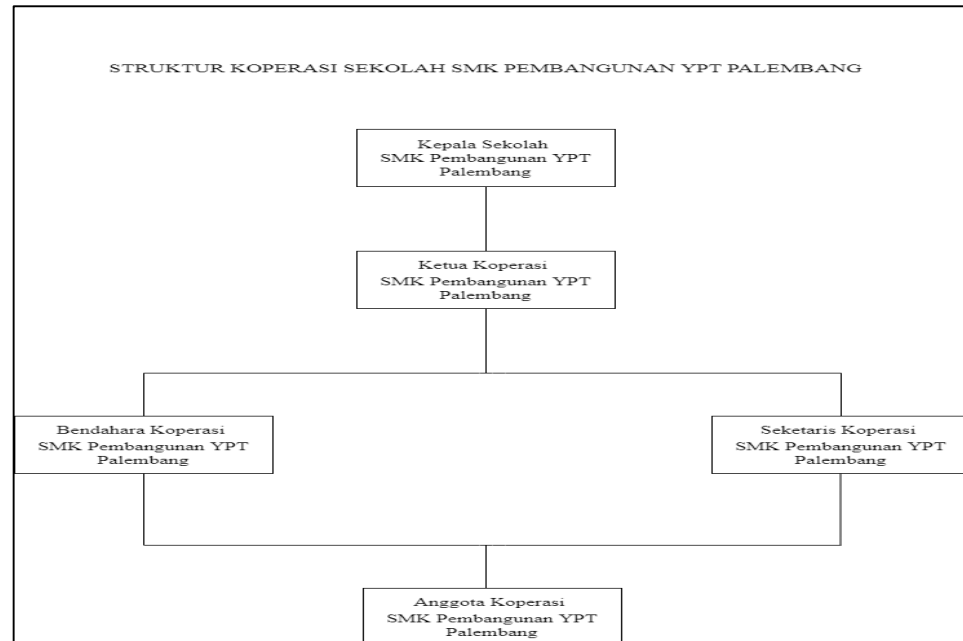 STRUKTUR KOPERASI SEKOLAH SMK PEMBANGUNAN YPT PALEMBANG
Kepala Sekolah
SMK Pembangunan YPT
Palembang
Ketua Koperasi
SMK Pembangunan YPT
Palembang
Bendahara Koperasi
SMK Pembangunan YPT
Palembang
Seketaris Koperasi
SMK Pembangunan YPT
Palembang
Anggota Koperasi
SMK Pembangunan YPT
Palembang